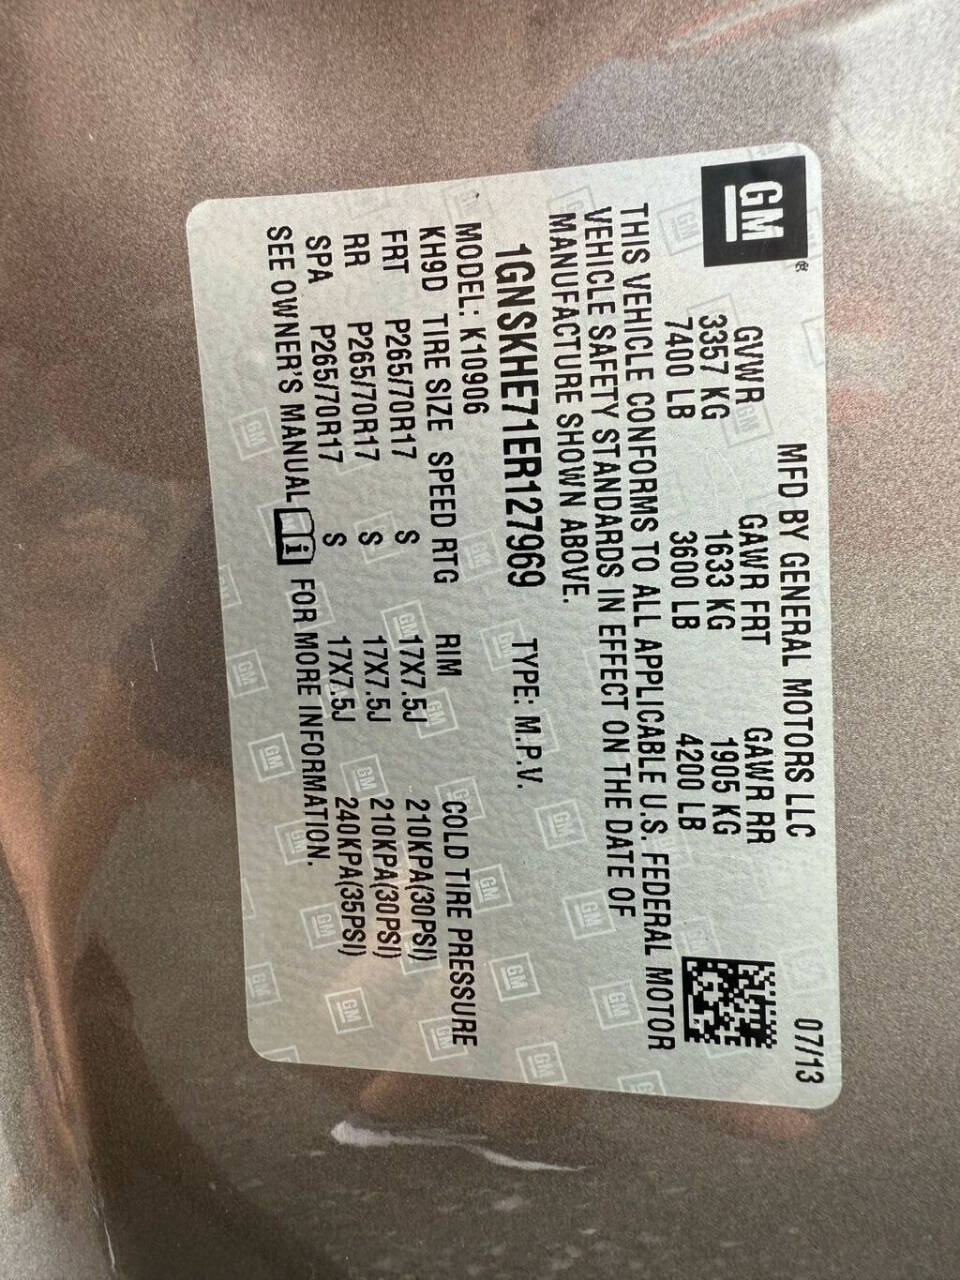 GM®
MFD BY GENERAL MOTORS LLC 07/13
GVWR GAWR FRT GAWR RR
3357 KG 1633 KG 1905 KG
7400 LB 3600 LB 4200 LB
THIS VEHICLE CONFORMS TO ALL APPLICABLE U.S. FEDERAL MOTOR
VEHICLE SAFETY STANDARDS IN EFFECT ON THE DATE OF
MANUFACTURE SHOWN ABOVE.
1GNSKHE71ER127969 TYPE: M.P.V.
MODEL: K10906
KH9D TIRE SIZE SPEED RTG RIM COLD TIRE PRESSURE
FRT P265/70R17 S 17X7.5J 210KPA(30PSI)
RR P265/70R17 S 17X7.5J 210KPA(30PSI)
SPA P265/70R17 S 17X7.5J 240KPA(35PSI)
SEE OWNER'S MANUAL i FOR MORE INFORMATION.